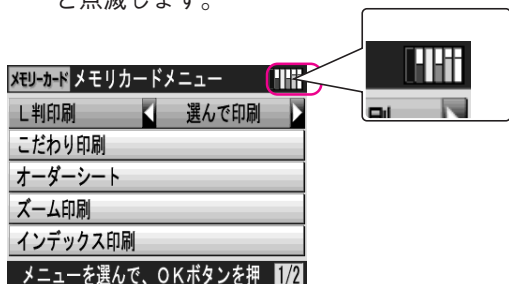 と点滅します。
メモリーカード メモリカードメニュー
L判印刷 選んで印刷
こだわり印刷
オーダーシート
ズーム印刷
インデックス印刷
メニューを選んで、OKボタンを押 1/2